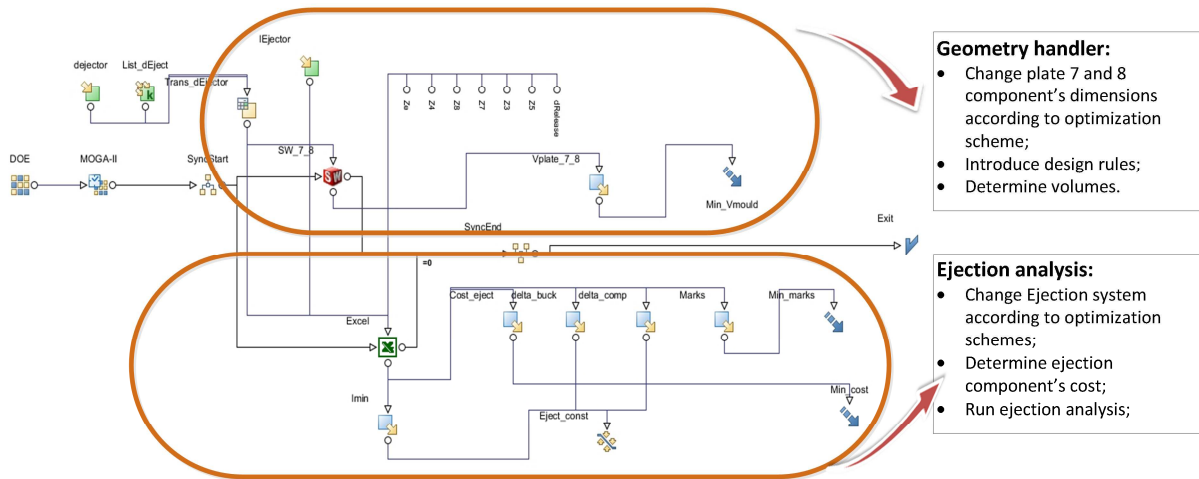 lEjector
dejector
List_dEject
Trans_dEjector
k
Ze
Z4
Z8
Z7
Z3
Z5
dRelease
DOE
MOGA-II
SyncStart
SW_7_8
SW
Vplate_7_8
Min_Vmould
SyncEnd
Exit
=0
Excel
Cost_eject
delta_buck
delta_comp
Marks
Min_marks
Imin
Eject_const
Min_cost
Geometry handler:
• Change plate 7 and 8
component's dimensions
according to optimization
scheme;
• Introduce design rules;
• Determine volumes.
Ejection analysis:
• Change Ejection system
according to optimization
schemes;
• Determine ejection
component's cost;
• Run ejection analysis;